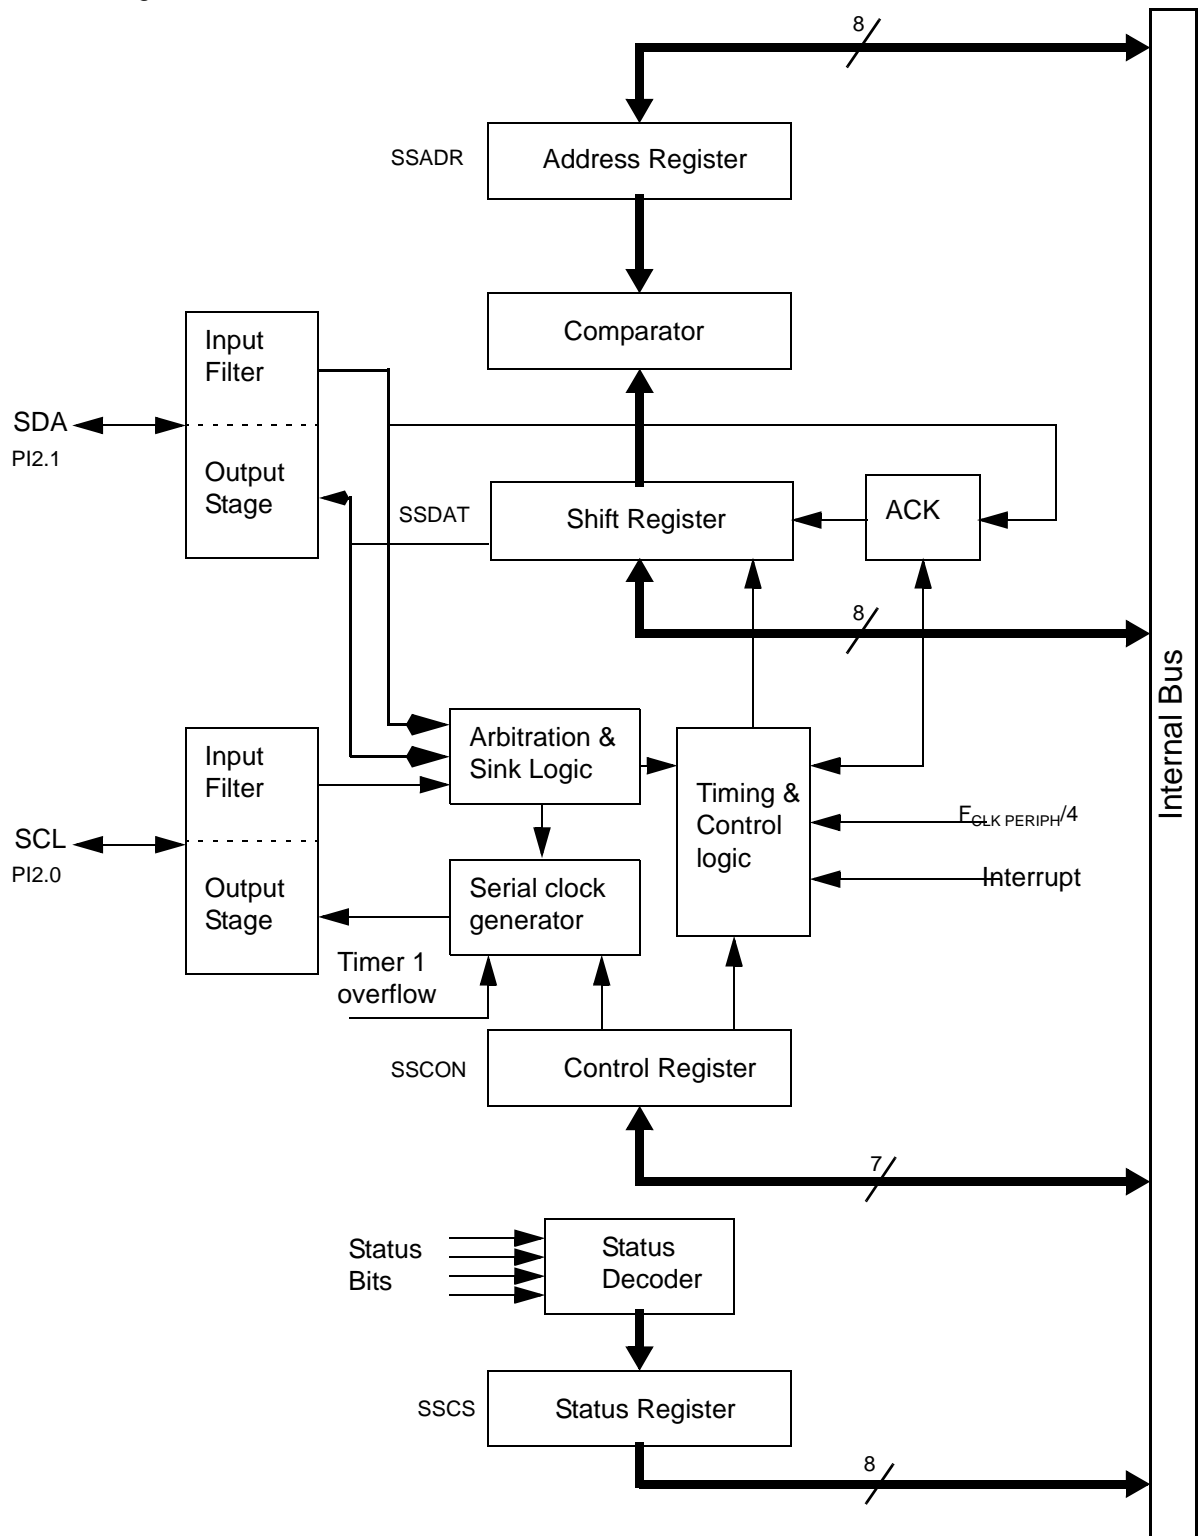 8
SSADR
Address Register
Comparator
Input
Filter
SDA
PI2.1
Output
Stage
SSDAT
Shift Register
ACK
8
Internal Bus
Input
Filter
Arbitration &
Sink Logic
Timing &
Control
logic
FCLK PERIPH/4
SCL
PI2.0
Output
Stage
Serial clock
generator
Interrupt
Timer 1
overflow
SSCON
Control Register
7
Status
Bits
Status
Decoder
SSCS
Status Register
8